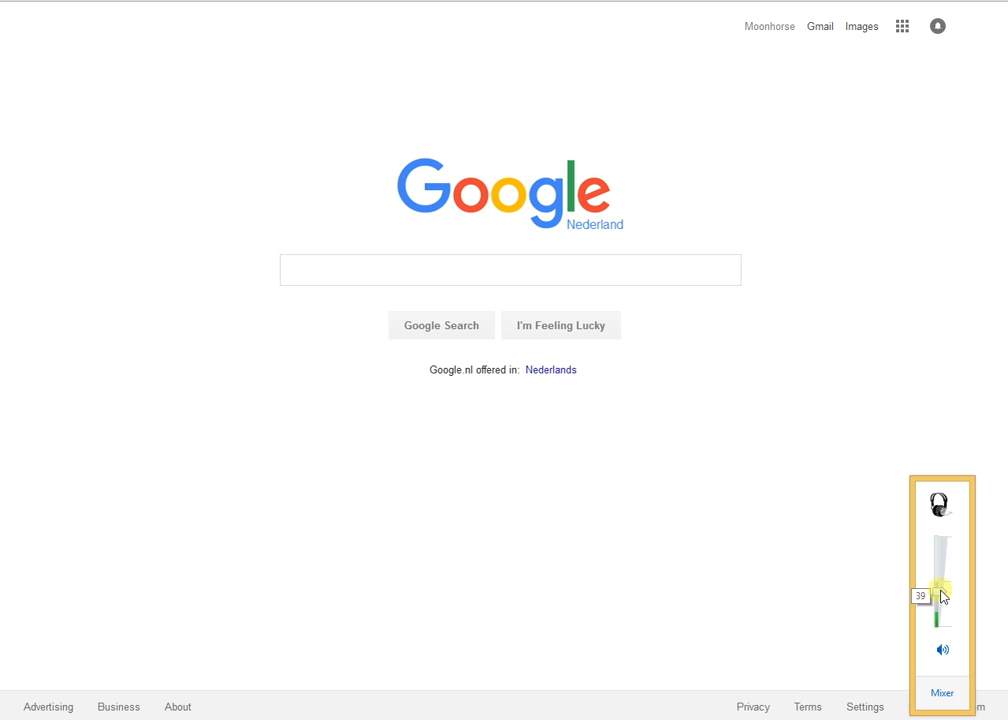 Moonhorse Gmail Images
Google
Nederland
Google Search I'm Feeling Lucky
Google.nl offered in: Nederlands
39
Mixer
Advertising Business About Privacy Terms Settings om